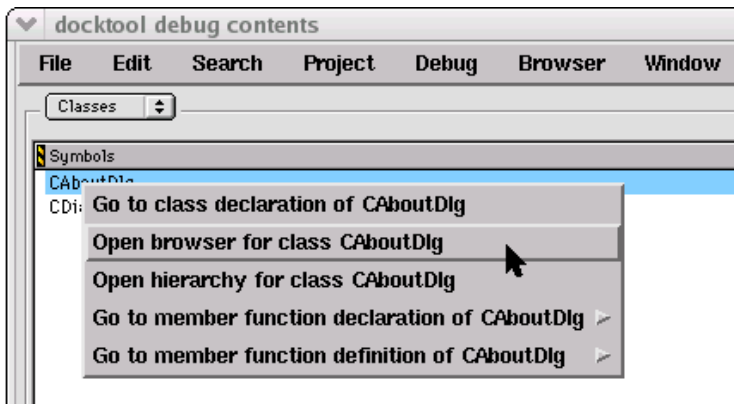 docktool debug contents
File Edit Search Project Debug Browser Window
Classes
Symbols
CAboutDlg
Go to class declaration of CAboutDlg
Open browser for class CAboutDlg
Open hierarchy for class CAboutDlg
Go to member function declaration of CAboutDlg
Go to member function definition of CAboutDlg